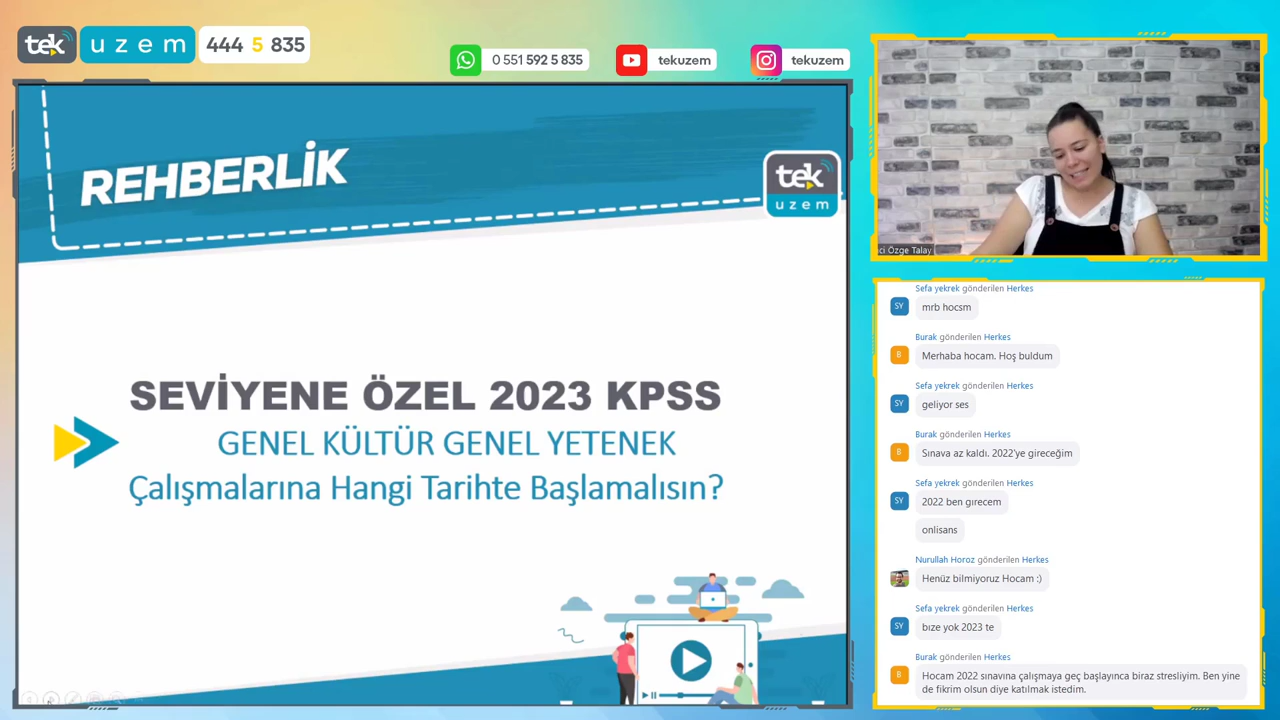 tek
uzem
444 5 835
0 551 592 5 835
tekuzem
tekuzem
REHBERLİK
tek
uzem
SEVİYENE ÖZEL 2023 KPSS
GENEL KÜLTÜR GENEL YETENEK
Çalışmalarına Hangi Tarihte Başlamalısın?
ci Özge Talay
Sefa yekrek gönderilen Herkes
SY
mrb hocsm
Burak gönderilen Herkes
B
Merhaba hocam. Hoş buldum
Sefa yekrek gönderilen Herkes
SY
geliyor ses
Burak gönderilen Herkes
B
Sınava az kaldı. 2022'ye gireceğim
Sefa yekrek gönderilen Herkes
SY
2022 ben gırecem
onlisans
Nurullah Horoz gönderilen Herkes
Henüz bilmiyoruz Hocam :)
Sefa yekrek gönderilen Herkes
SY
bıze yok 2023 te
Burak gönderilen Herkes
B
Hocam 2022 sınavına çalışmaya geç başlayınca biraz stresliyim. Ben yine
de fikrim olsun diye katılmak istedim.